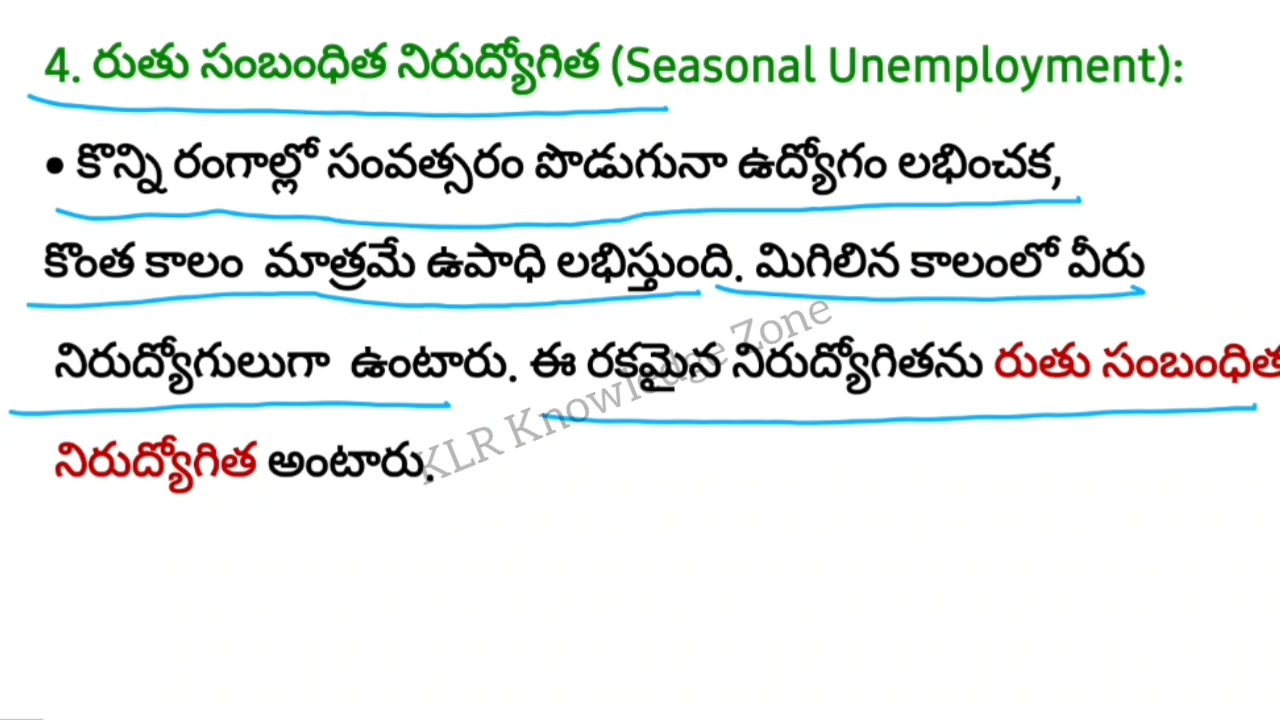 4. రుతు సంబంధిత నిరుద్యోగిత (Seasonal Unemployment):
• కొన్ని రంగాల్లో సంవత్సరం పొడుగునా ఉద్యోగం లభించక,
కొంత కాలం మాత్రమే ఉపాధి లభిస్తుంది. మిగిలిన కాలంలో వీరు
నిరుద్యోగులుగా ఉంటారు. ఈ రకమైన నిరుద్యోగితను రుతు సంబంధిత
నిరుద్యోగిత అంటారు.
KLR Knowledge Zone